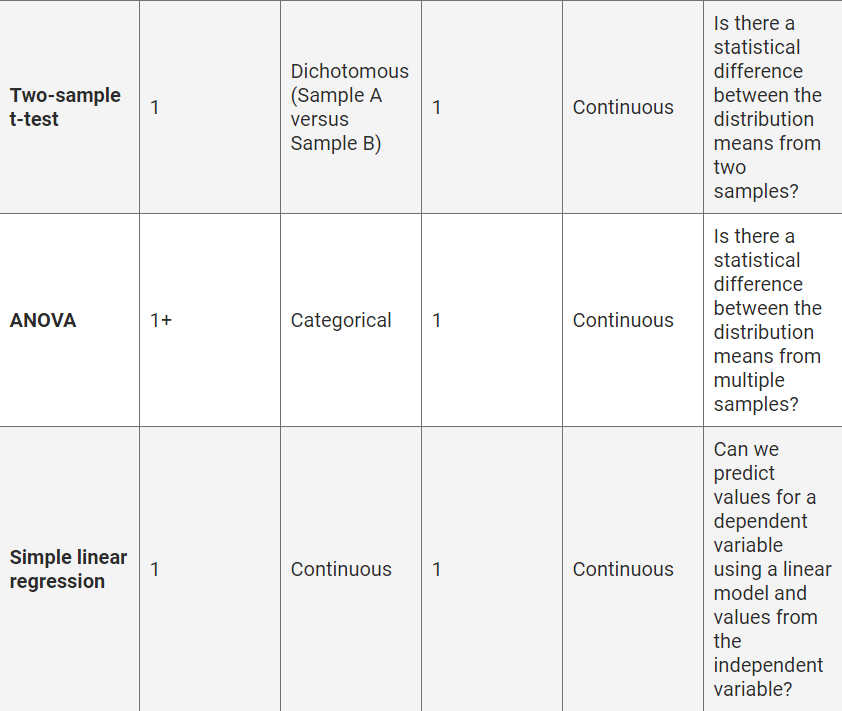 Two-sample
t-test
1
Dichotomous
(Sample A
versus
Sample B)
1
Continuous
Is there a
statistical
difference
between the
distribution
means from
two
samples?
ANOVA
1+
Categorical
1
Continuous
Is there a
statistical
difference
between the
distribution
means from
multiple
samples?
Simple linear
regression
1
Continuous
1
Continuous
Can we
predict
values for a
dependent
variable
using a linear
model and
values from
the
independent
variable?